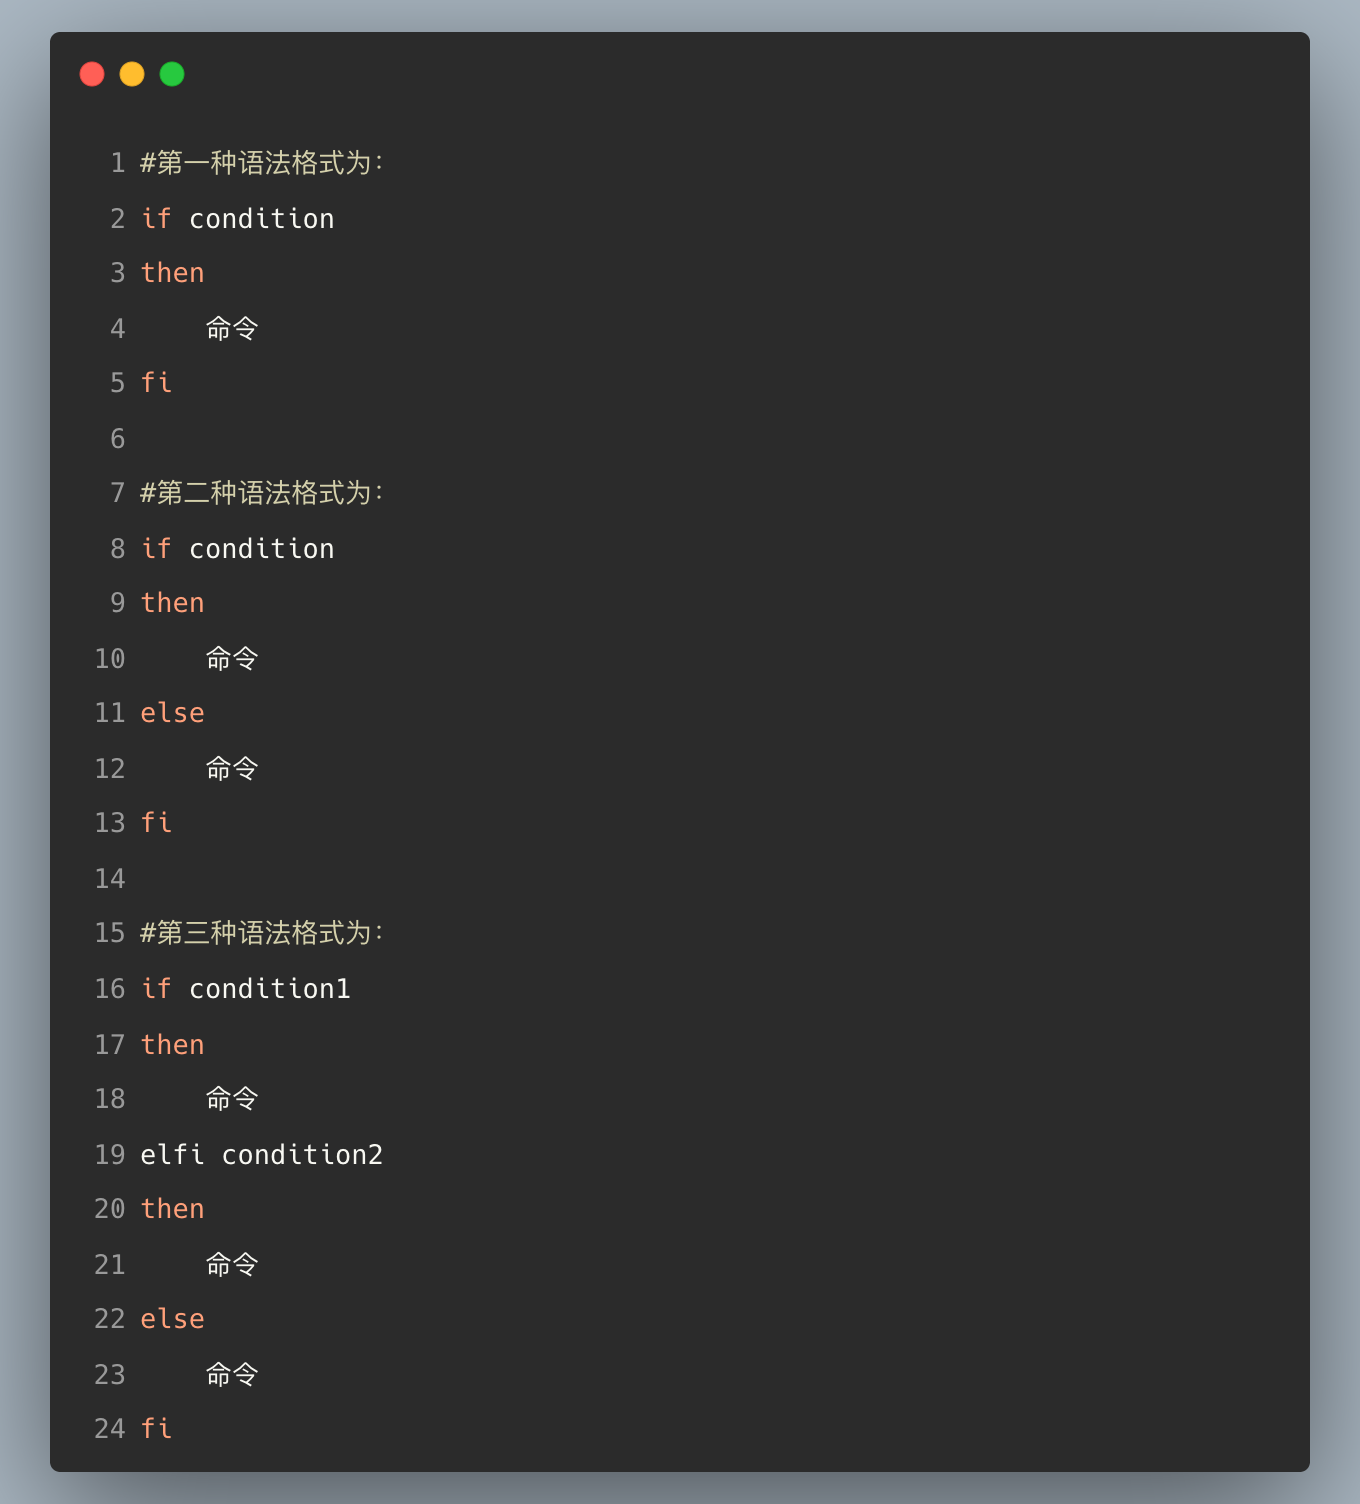 1 #第一种语法格式为：
2 if condition
3 then
4     命令
5 fi
6
7 #第二种语法格式为：
8 if condition
9 then
10     命令
11 else
12     命令
13 fi
14
15 #第三种语法格式为：
16 if condition1
17 then
18     命令
19 elfi condition2
20 then
21     命令
22 else
23     命令
24 fi